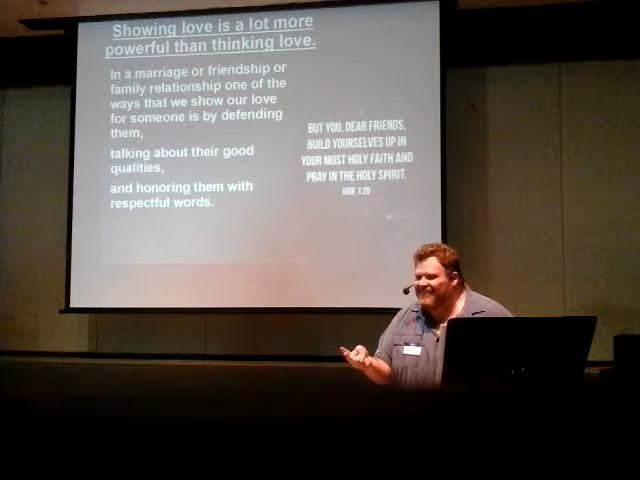 Showing love is a lot more
powerful than thinking love.
In a marriage or friendship or
family relationship one of the
ways that we show our love
for someone is by defending
them,
talking about their good
qualities,
and honoring them with
respectful words.
BUT YOU, DEAR FRIENDS,
BUILD YOURSELVES UP IN
YOUR MOST HOLY FAITH AND
PRAY IN THE HOLY SPIRIT.
JUDE 1:20